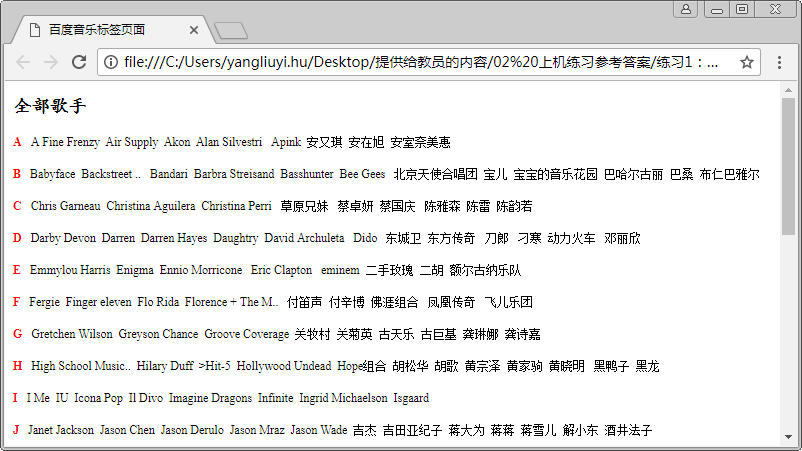 百度音乐标签页面
file:///C:/Users/yangliuyi.hu/Desktop/提供给教员的内容/02%20上机练习参考答案/练习1：...
全部歌手
A A Fine Frenzy Air Supply Akon Alan Silvestri Apink 安又琪 安在旭 安室奈美惠
B Babyface Backstreet .. Bandari Barbra Streisand Basshunter Bee Gees 北京天使合唱团 宝儿 宝宝的音乐花园 巴哈尔古丽 巴桑 布仁巴雅尔
C Chris Garneau Christina Aguilera Christina Perri 草原兄妹 蔡卓妍 蔡国庆 陈雅森 陈雷 陈韵若
D Darby Devon Darren Darren Hayes Daughtry David Archuleta Dido 东城卫 东方传奇 刀郎 刁寒 动力火车 邓丽欣
E Emmylou Harris Enigma Ennio Morricone Eric Clapton eminem 二手玫瑰 二胡 额尔古纳乐队
F Fergie Finger eleven Flo Rida Florence + The M.. 付笛声 付辛博 佛涯组合 凤凰传奇 飞儿乐团
G Gretchen Wilson Greyson Chance Groove Coverage 关牧村 关菊英 古天乐 古巨基 龚琳娜 龚诗嘉
H High School Music.. Hilary Duff >Hit-5 Hollywood Undead Hope组合 胡松华 胡歌 黄宗泽 黄家驹 黄晓明 黑鸭子 黑龙
I I Me IU Icona Pop Il Divo Imagine Dragons Infinite Ingrid Michaelson Isgaard
J Janet Jackson Jason Chen Jason Derulo Jason Mraz Jason Wade 吉杰 吉田亚纪子 蒋大为 蒋蒋 蒋雪儿 解小东 酒井法子